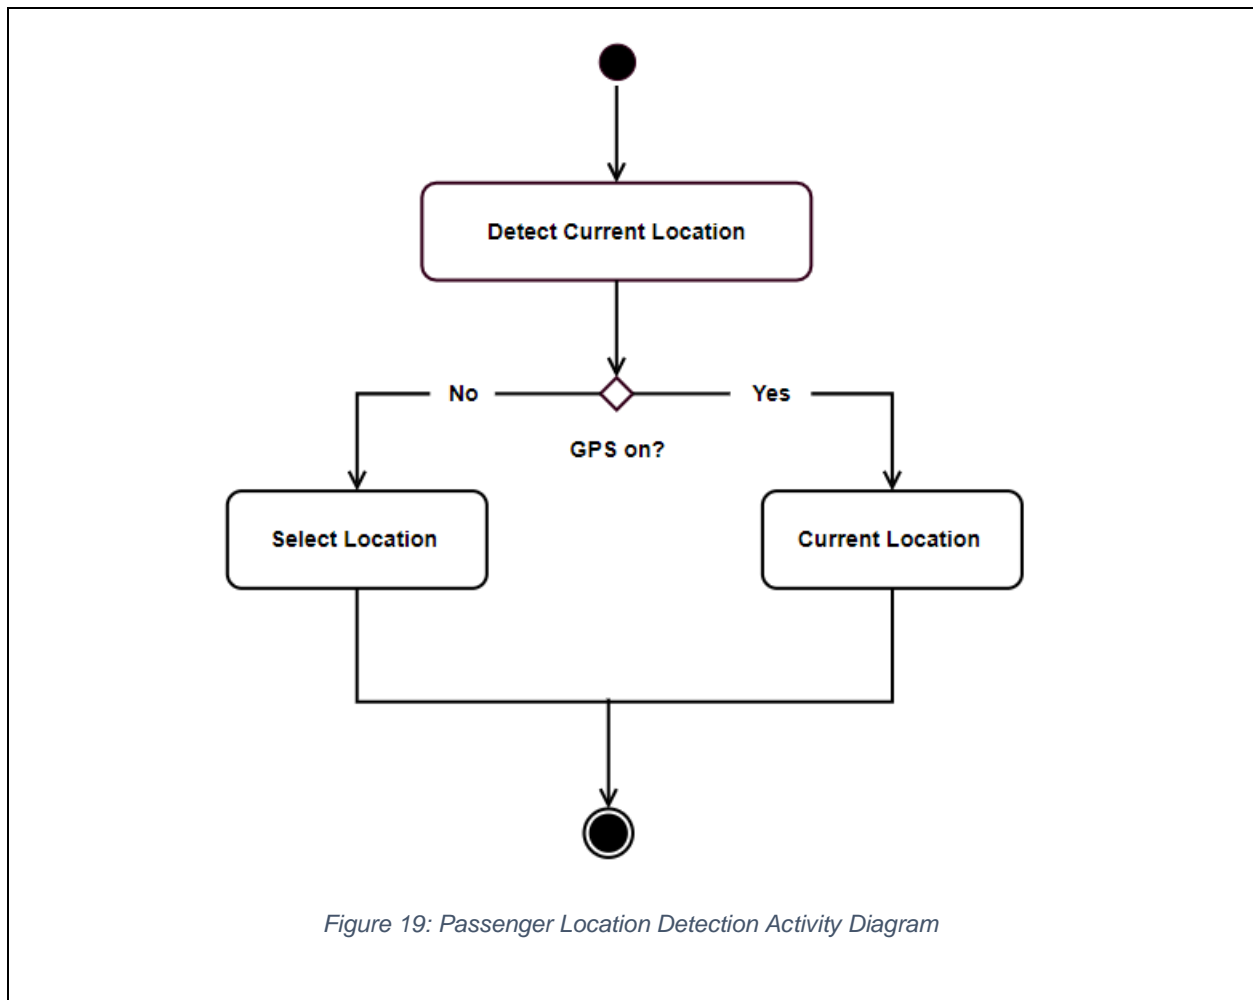 Detect Current Location
No
Yes
GPS on?
Select Location
Current Location
Figure 19: Passenger Location Detection Activity Diagram